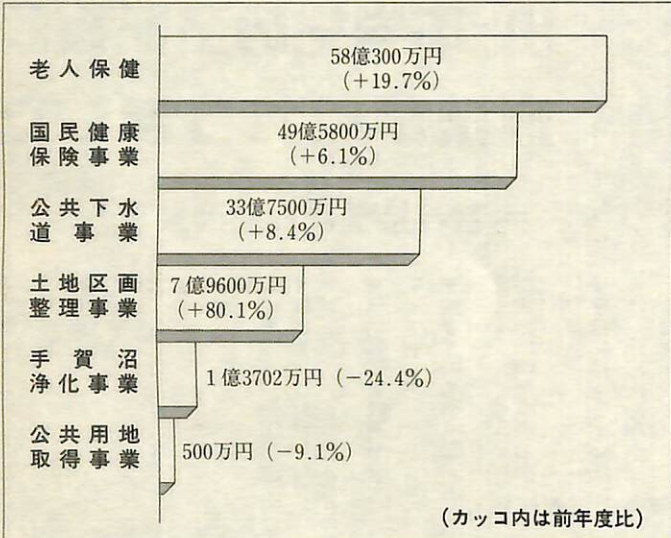 老人保健
58億300万円
(+19.7%)
国民健康
保険事業
49億5800万円
(+6.1%)
公共下水
道事業
33億7500万円
(+8.4%)
土地区画
整理事業
7億9600万円
(+80.1%)
手賀沼
浄化事業
1億3702万円 (−24.4%)
公共用地
取得事業
500万円 (−9.1%)
(カッコ内は前年度比)